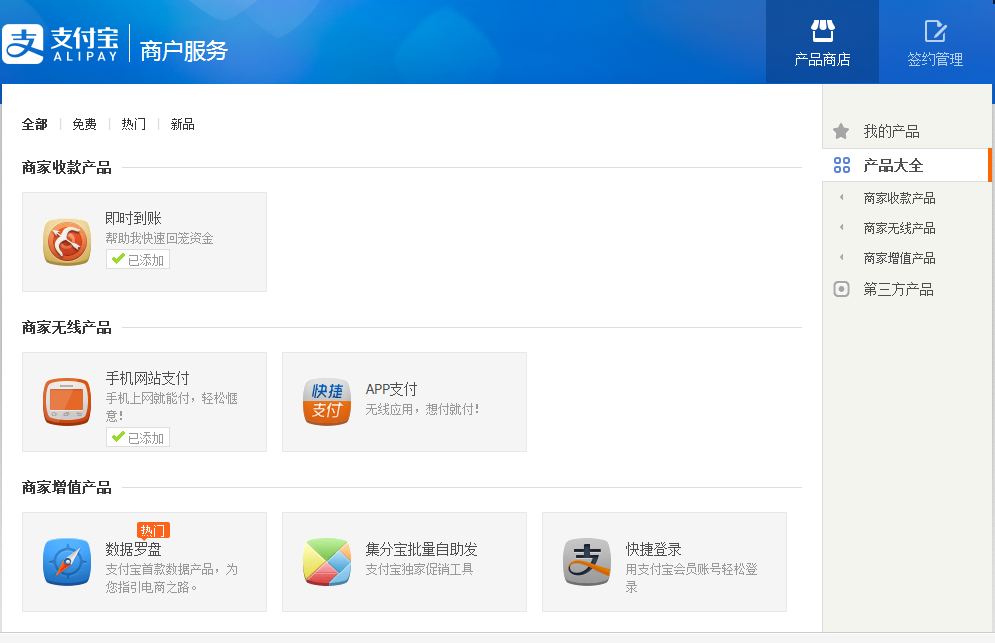 支付宝
ALIPAY
商户服务
产品商店
签约管理
全部 免费 热门 新品
商家收款产品
即时到账
帮助我快速回笼资金
已添加
商家无线产品
手机网站支付
手机上网就能付，轻松惬
意！
已添加
快捷
支付
APP支付
无线应用，想付就付！
商家增值产品
热门
数据罗盘
支付宝首款数据产品，为
您指引电商之路。
集分宝批量自助发
支付宝独家促销工具
快捷登录
用支付宝会员账号轻松登
录
我的产品
产品大全
商家收款产品
商家无线产品
商家增值产品
第三方产品